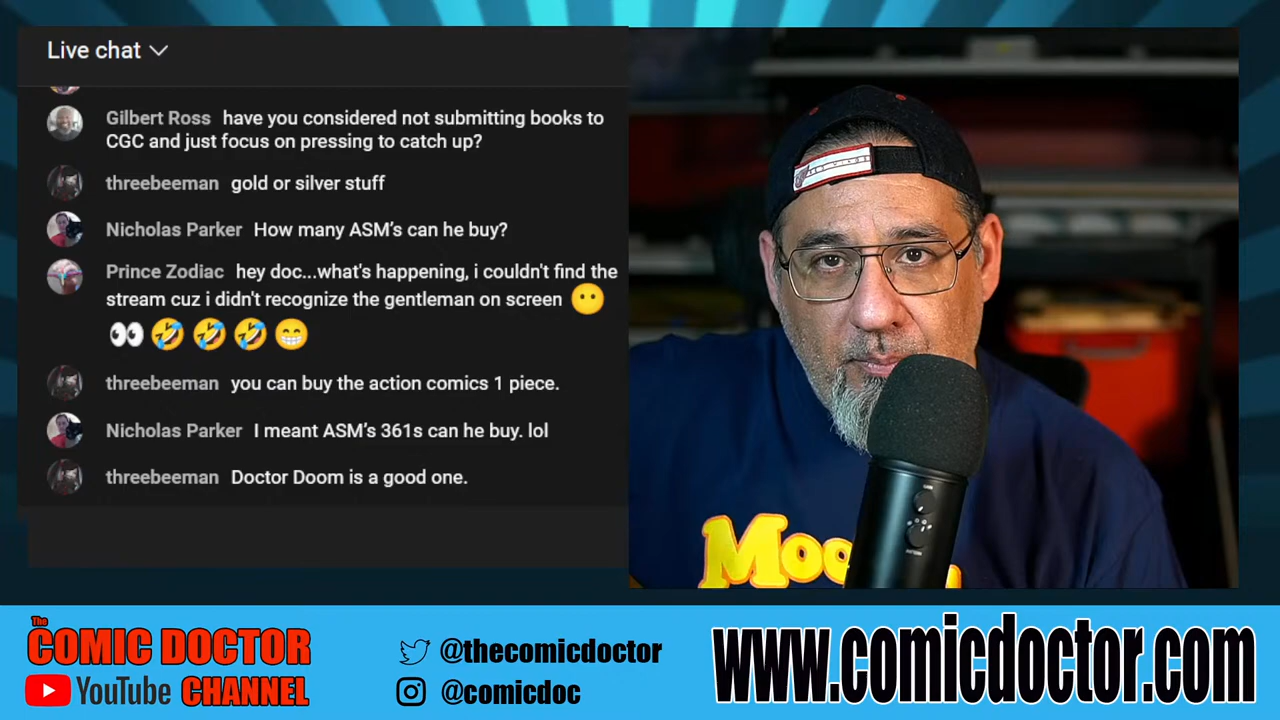 Live chat
Gilbert Ross have you considered not submitting books to
CGC and just focus on pressing to catch up?
threebeeman gold or silver stuff
Nicholas Parker How many ASM's can he buy?
Prince Zodiac hey doc...what's happening, i couldn't find the
stream cuz i didn't recognize the gentleman on screen 😶
👀🤣🤣🤣😁
threebeeman you can buy the action comics 1 piece.
Nicholas Parker I meant ASM's 361s can he buy. lol
threebeeman Doctor Doom is a good one.
The
COMIC DOCTOR
YouTube CHANNEL
@thecomicdoctor
@comicdoc
www.comicdoctor.com